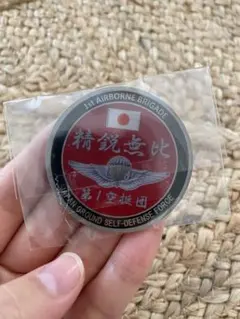 1st AIRBORNE BRIGADE
精鋭無比
第1空挺団
JAPAN GROUND SELF-DEFENSE FORCE